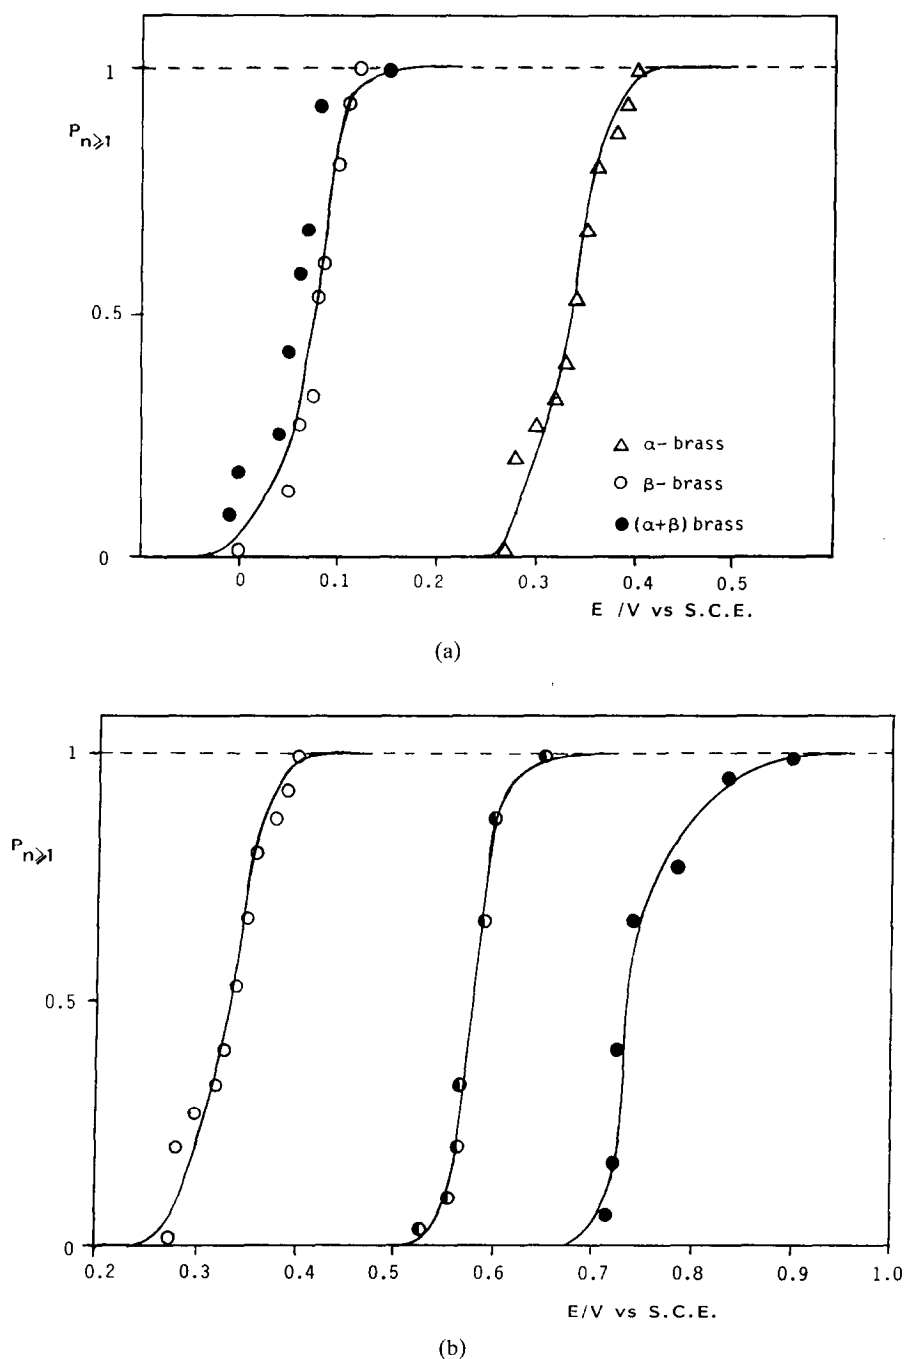 1
P n⩾1
0.5
△ α- brass
○ β- brass
● (α+β) brass
0
0 0.1 0.2 0.3 0.4 0.5
E /V vs S.C.E.
(a)
1
P n⩾1
0.5
0
0.2 0.3 0.4 0.5 0.6 0.7 0.8 0.9 1.0
E/V vs S.C.E.
(b)